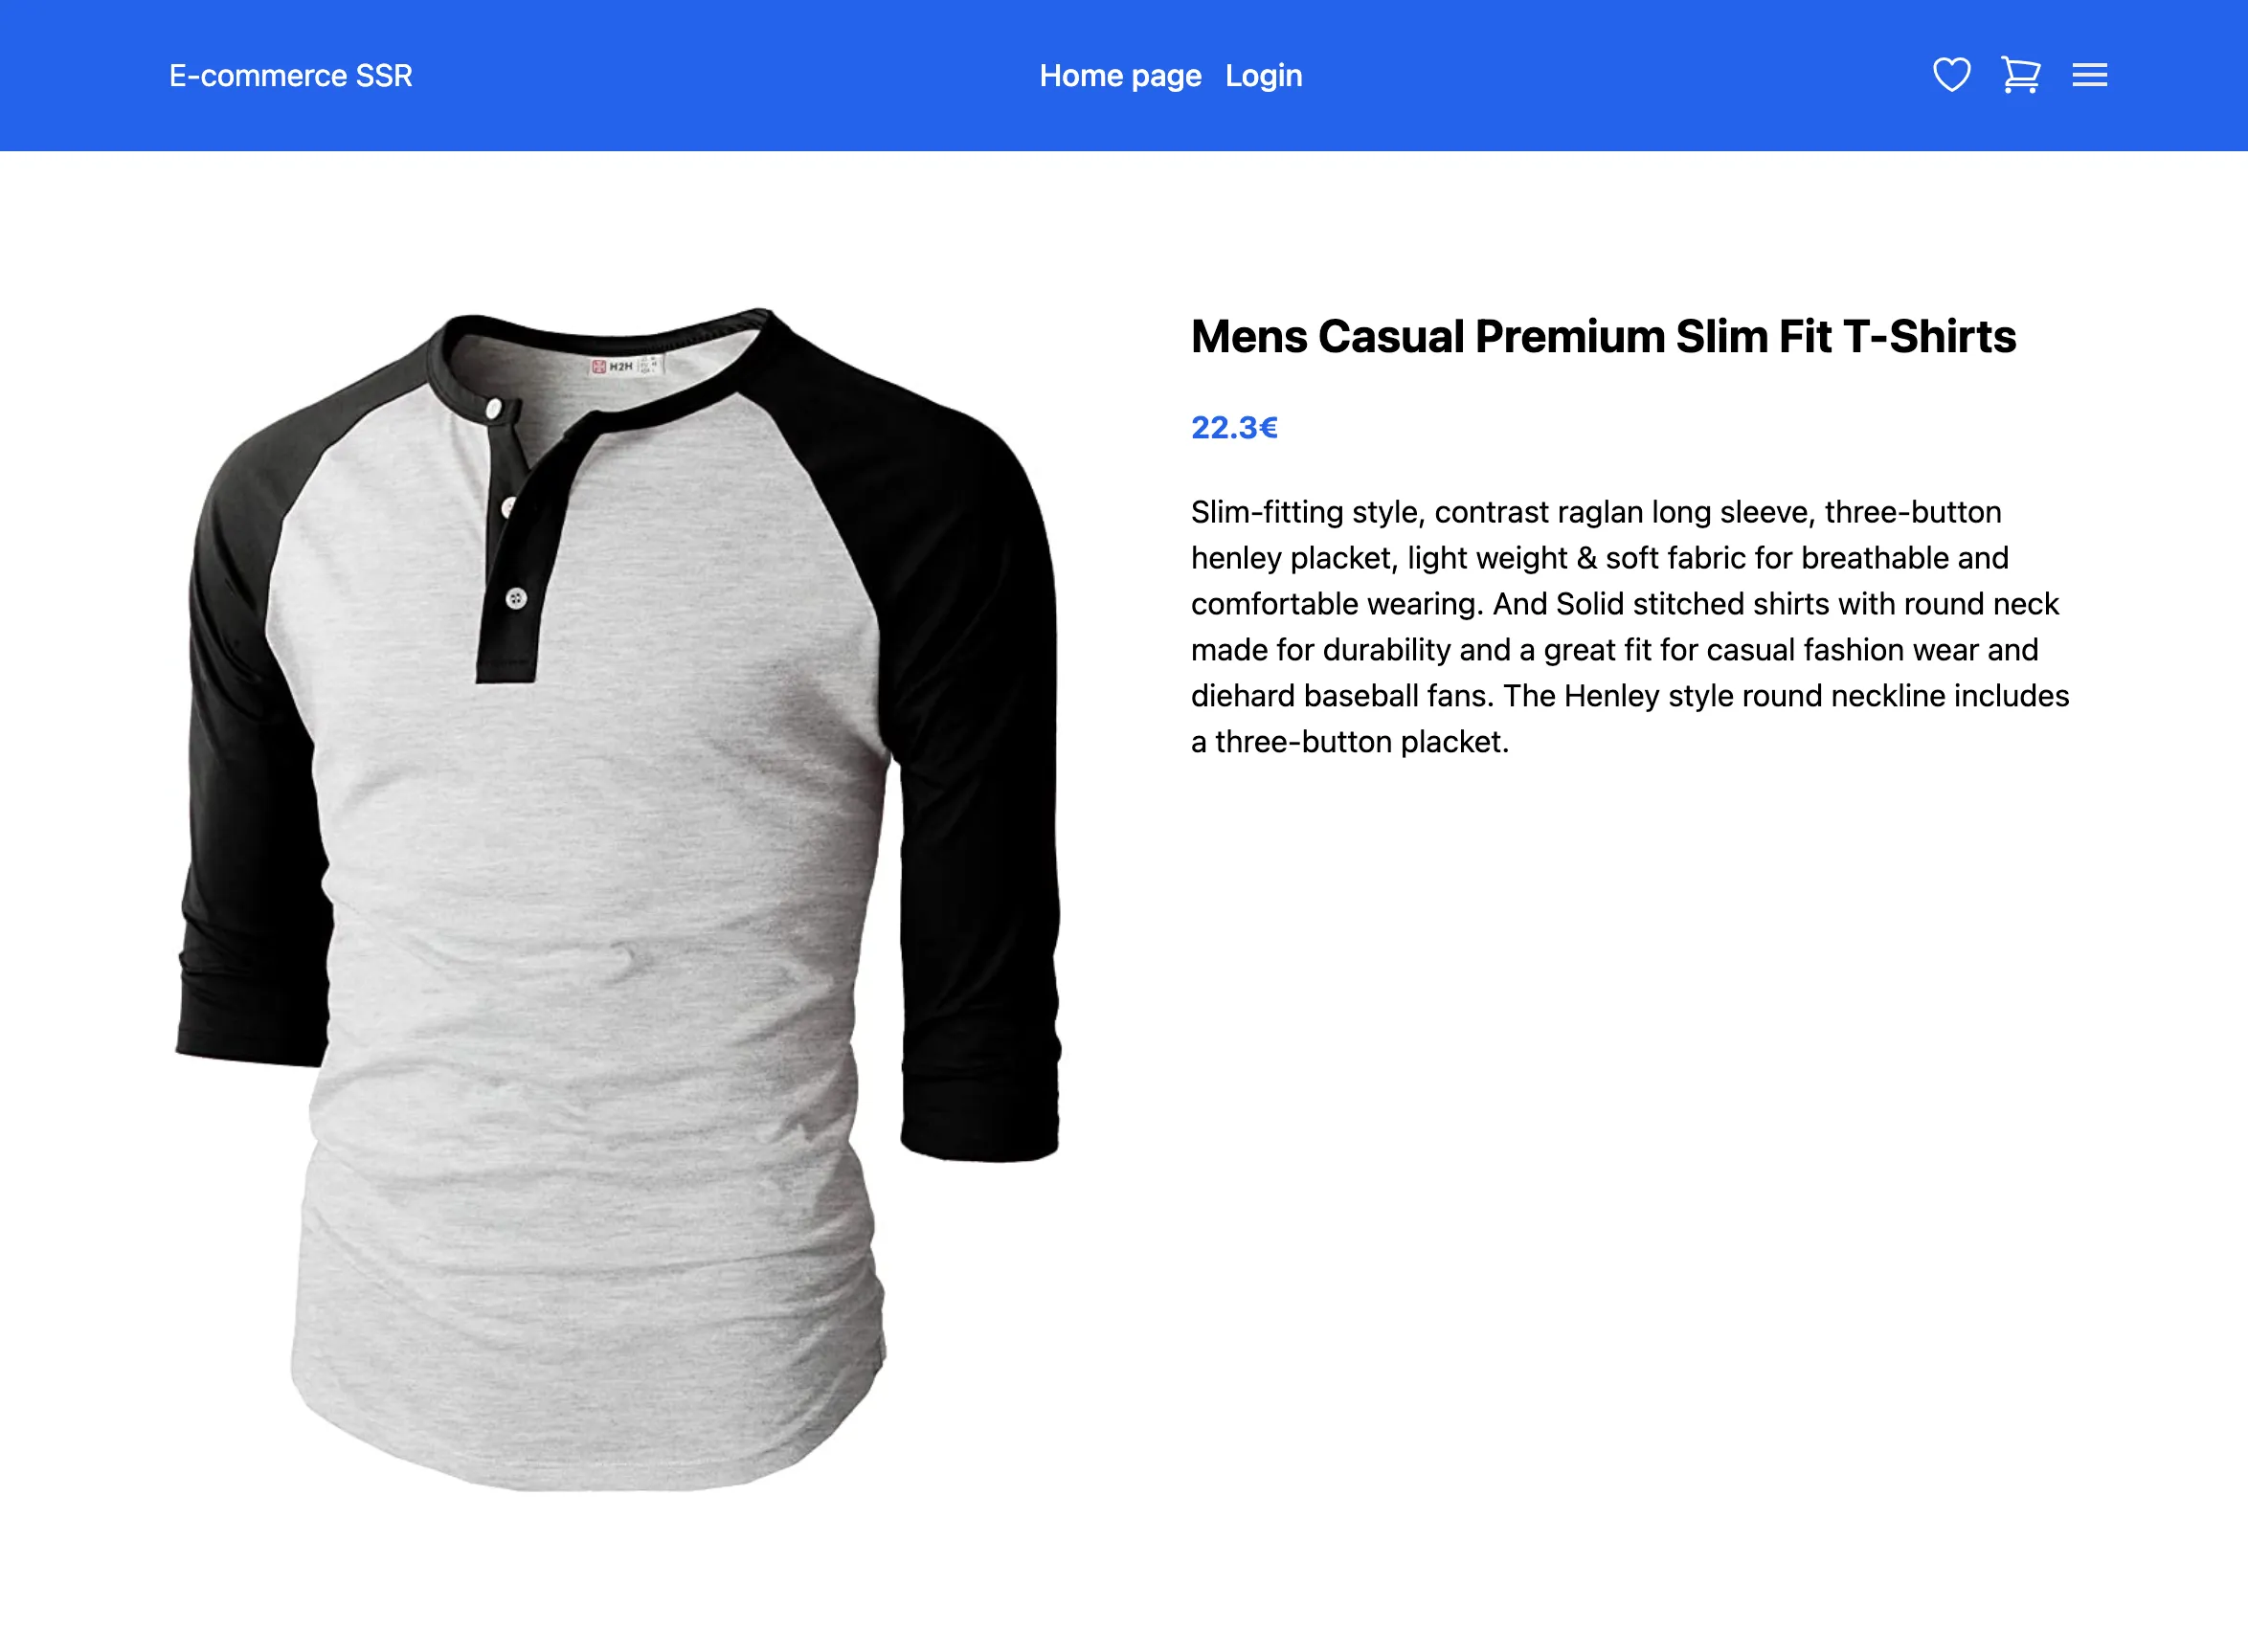 E-commerce SSR
Home page Login
H2H
Mens Casual Premium Slim Fit T-Shirts
22.3€
Slim-fitting style, contrast raglan long sleeve, three-button
henley placket, light weight & soft fabric for breathable and
comfortable wearing. And Solid stitched shirts with round neck
made for durability and a great fit for casual fashion wear and
diehard baseball fans. The Henley style round neckline includes
a three-button placket.